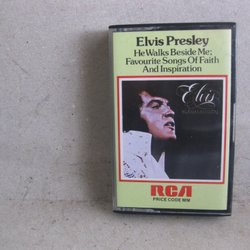 Elvis Presley
He Walks Beside Me;
Favourite Songs Of Faith
And Inspiration
Elvis
RCA
PRICE CODE MM